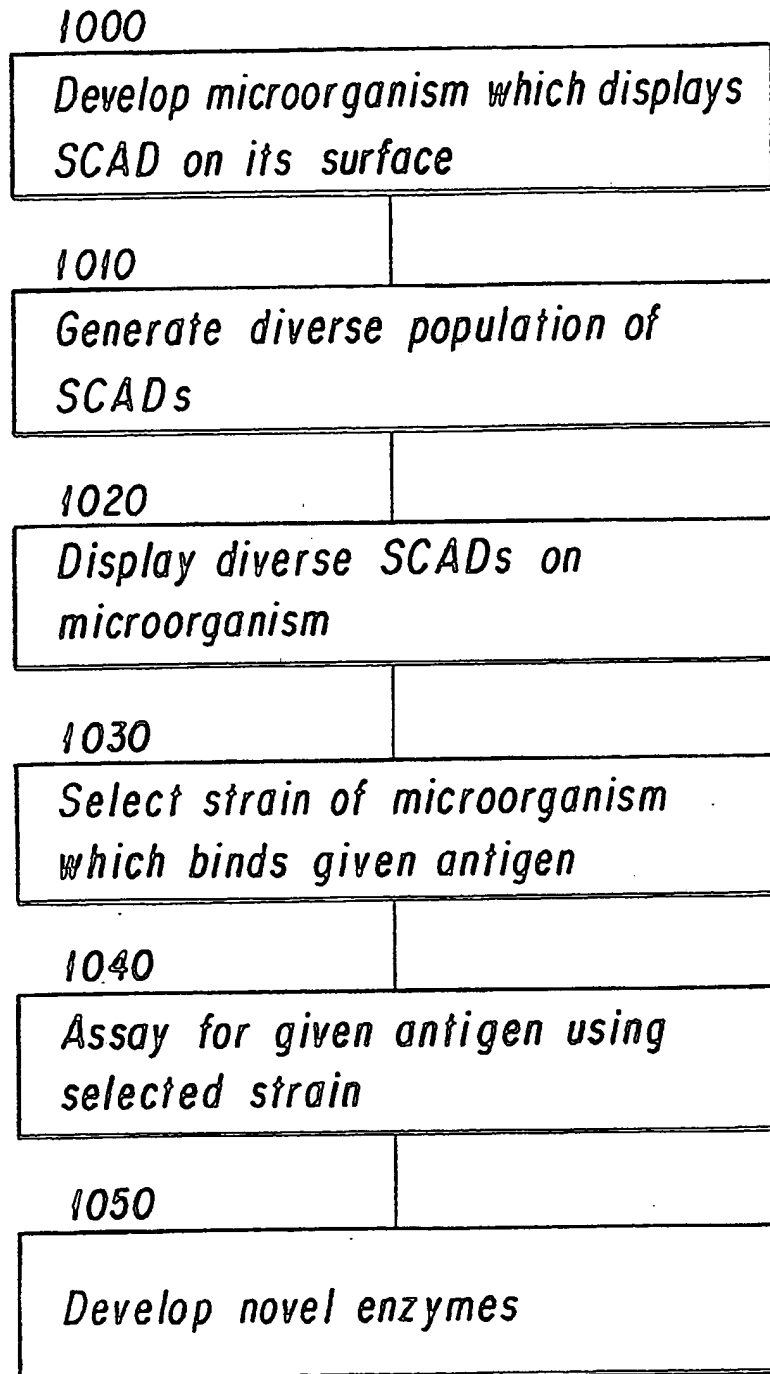 1000
Develop microorganism which displays
SCAD on its surface
1010
Generate diverse population of
SCADs
1020
Display diverse SCADs on
microorganism
1030
Select strain of microorganism
which binds given antigen
1040
Assay for given antigen using
selected strain
1050
Develop novel enzymes